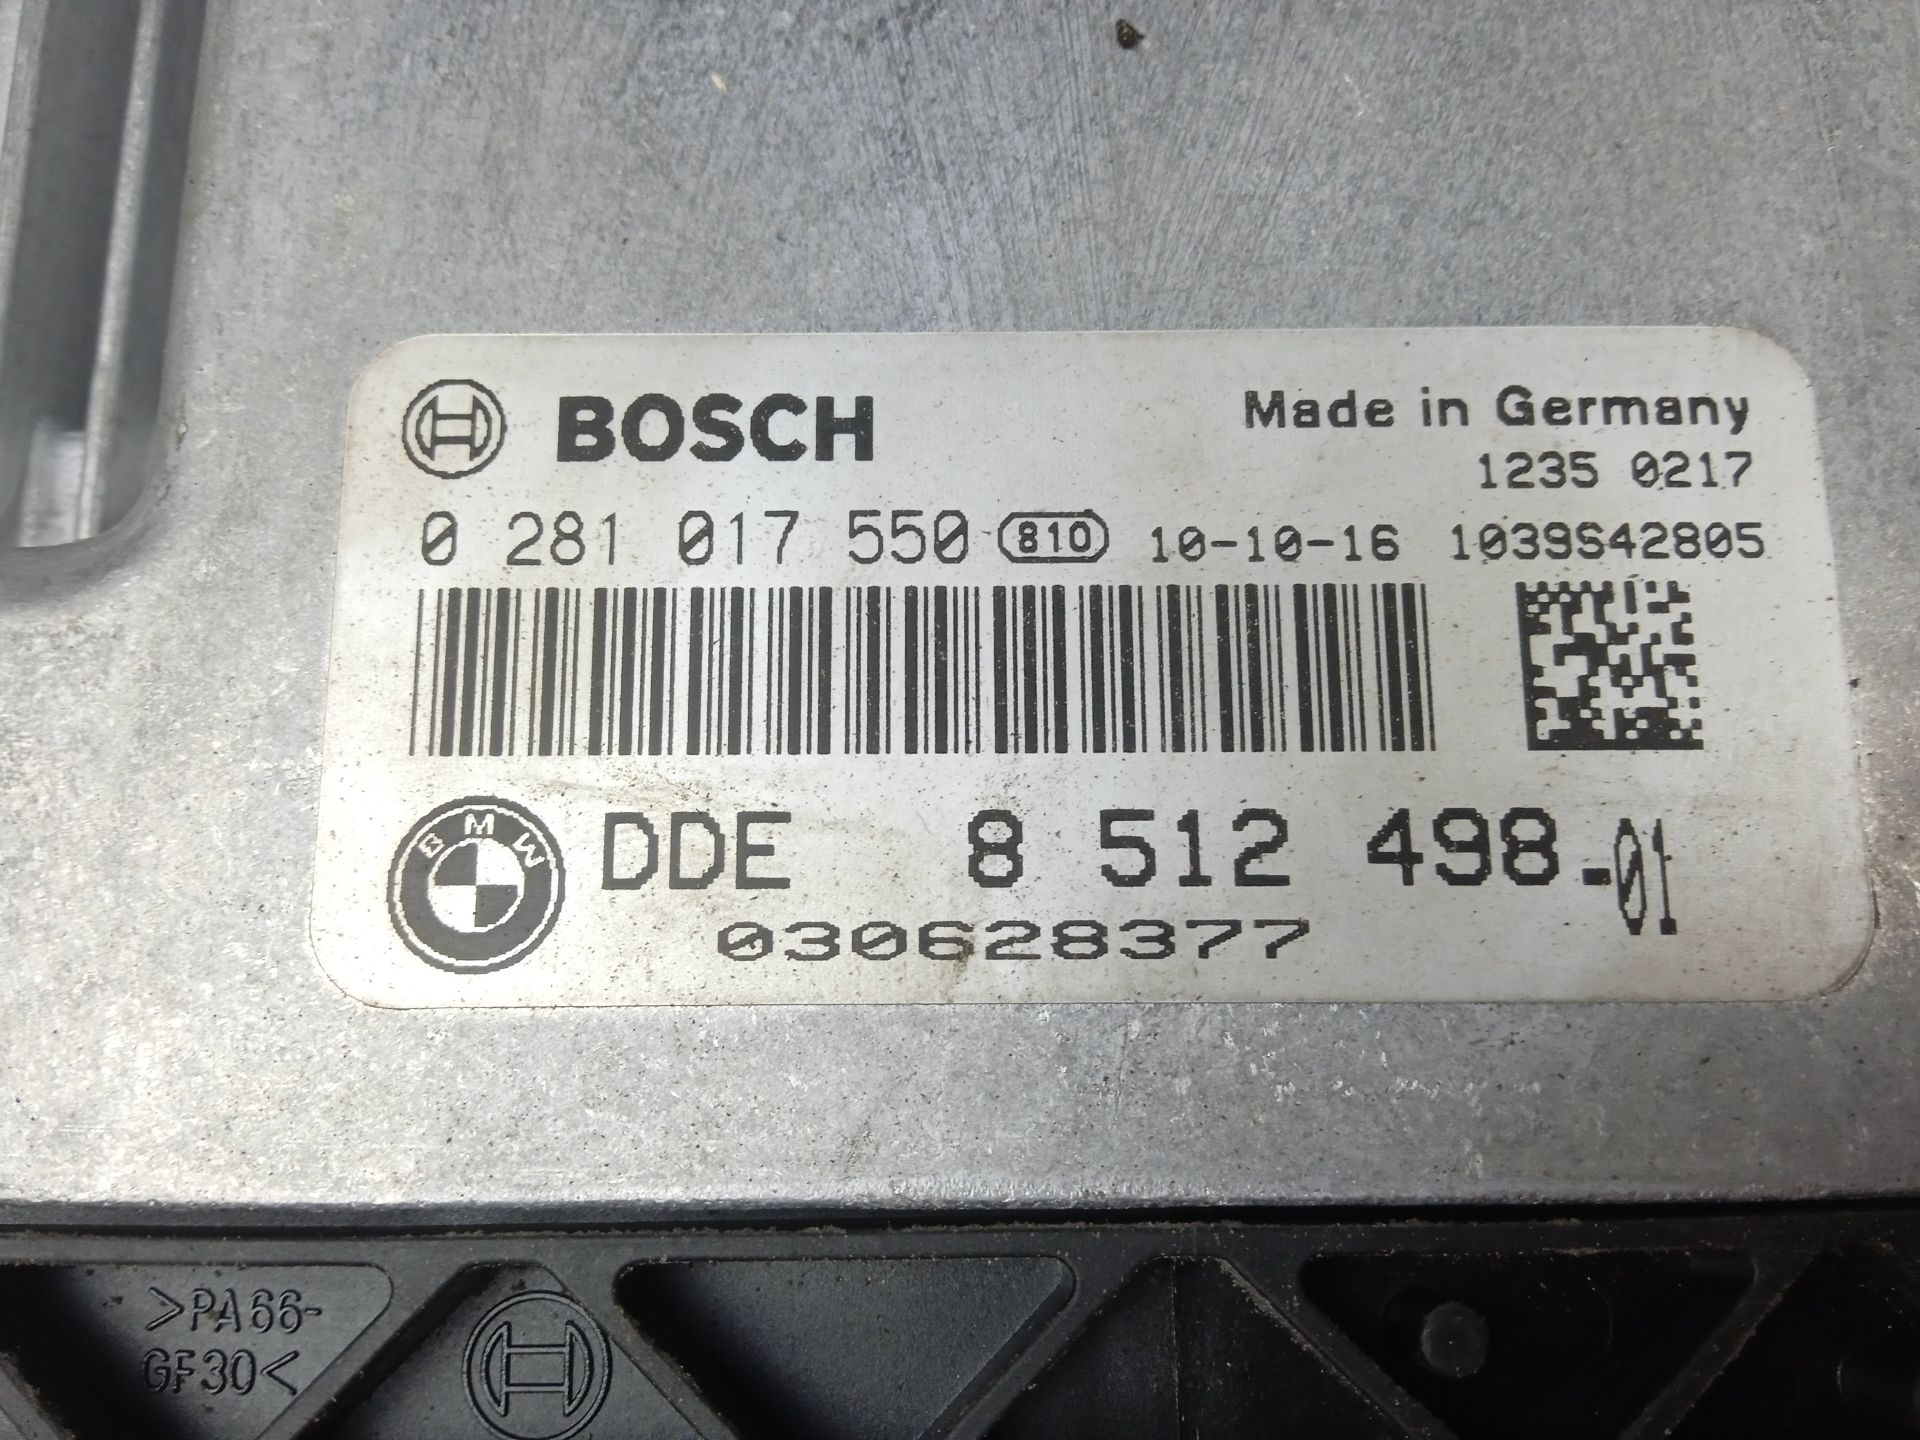 BOSCH
Made in Germany
1235 0217
0 281 017 550 810 10-10-16 1039S42805
BMW
DDE 8 512 498.-01
030628377
>PA66-
GF30<